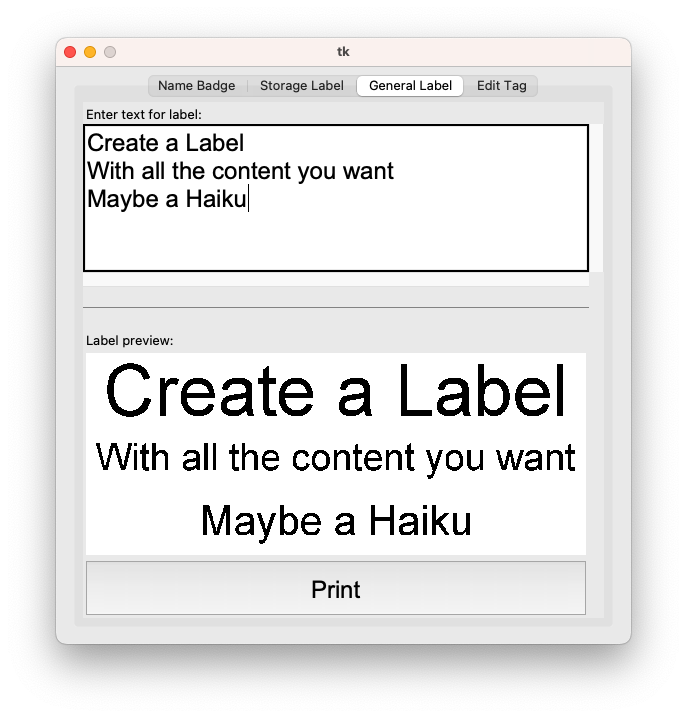 tk
Name Badge Storage Label General Label Edit Tag
Enter text for label:
Create a Label
With all the content you want
Maybe a Haiku
Label preview:
Create a Label
With all the content you want
Maybe a Haiku
Print